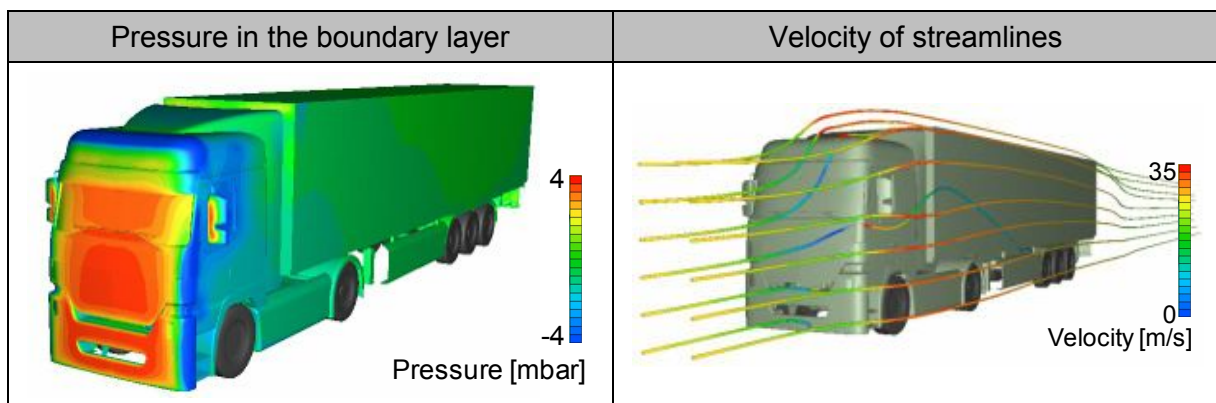 Pressure in the boundary layer
Velocity of streamlines
4
-4
Pressure [mbar]
35
0
Velocity [m/s]